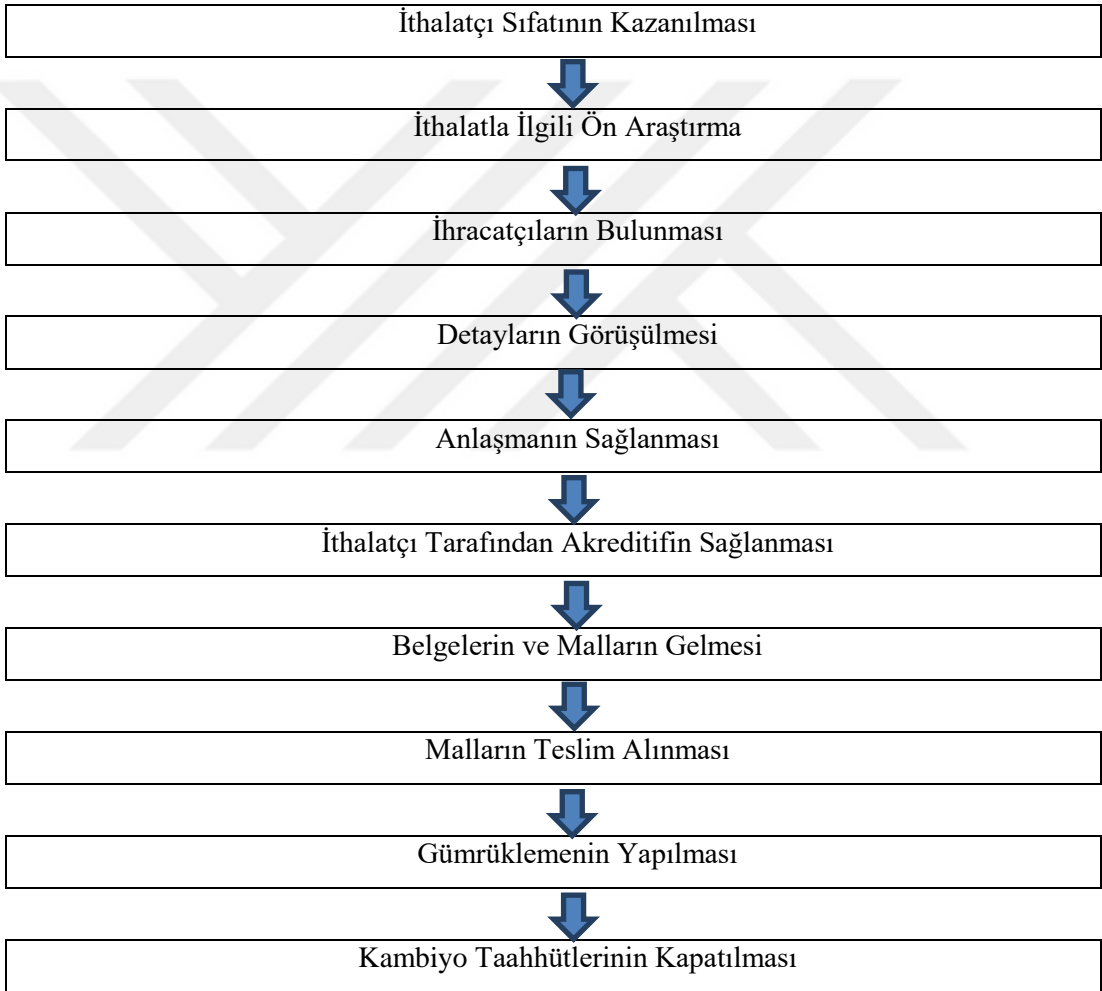 İthalatçı Sıfatının Kazanılması
İthalatla İlgili Ön Araştırma
İhracatçıların Bulunması
Detayların Görüşülmesi
Anlaşmanın Sağlanması
İthalatçı Tarafından Akreditifin Sağlanması
Belgelerin ve Malların Gelmesi
Malların Teslim Alınması
Gümrüklemenin Yapılması
Kambiyo Taahhütlerinin Kapatılması